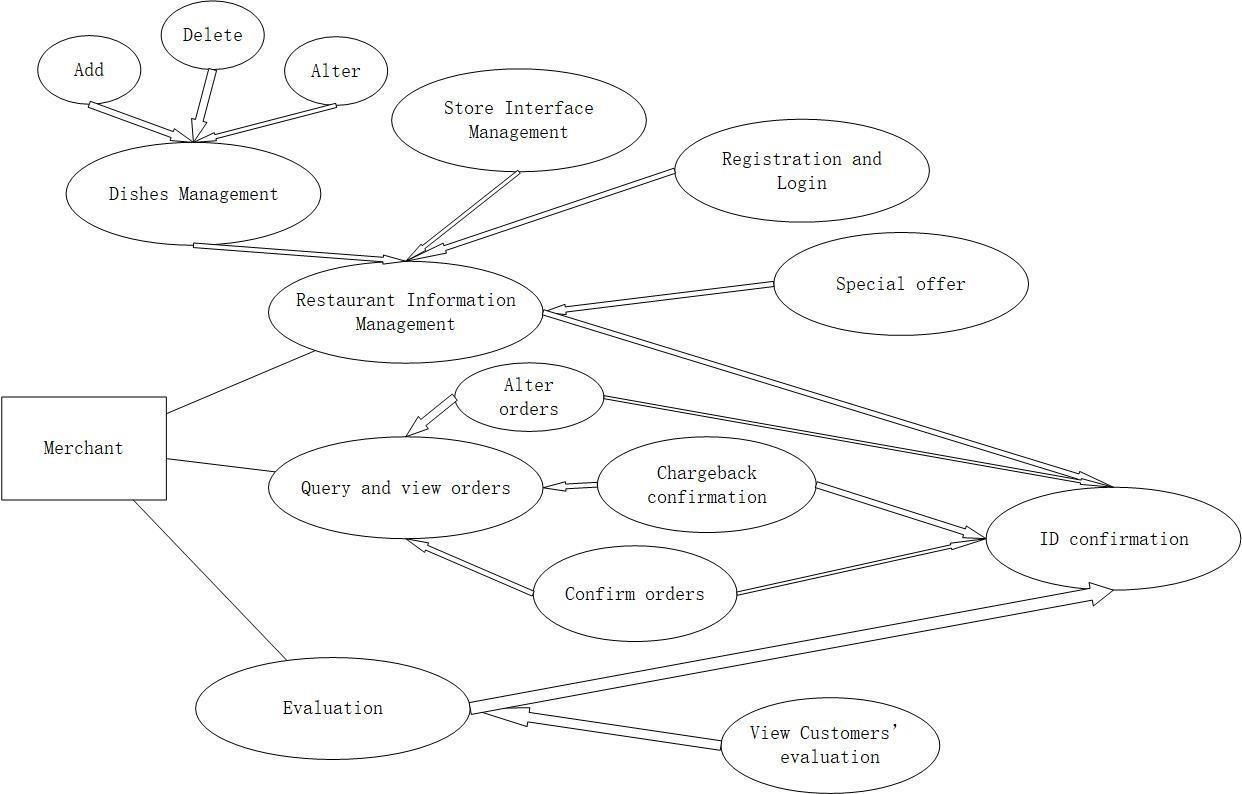 Delete
Add
Alter
Store Interface
Management
Registration and
Login
Dishes Management
Special offer
Restaurant Information
Management
Alter
orders
Merchant
Chargeback
confirmation
Query and view orders
ID confirmation
Confirm orders
Evaluation
View Customers’
evaluation